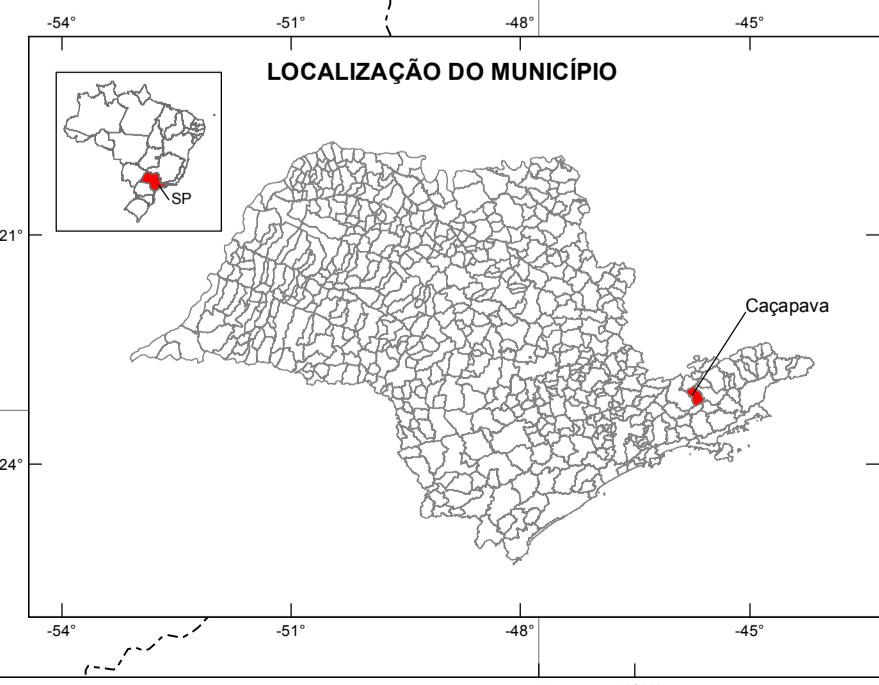 -54° -51° -48° -45°
LOCALIZAÇÃO DO MUNICÍPIO
SP
21°
Caçapava
24°
-54° -51° -48° -45°